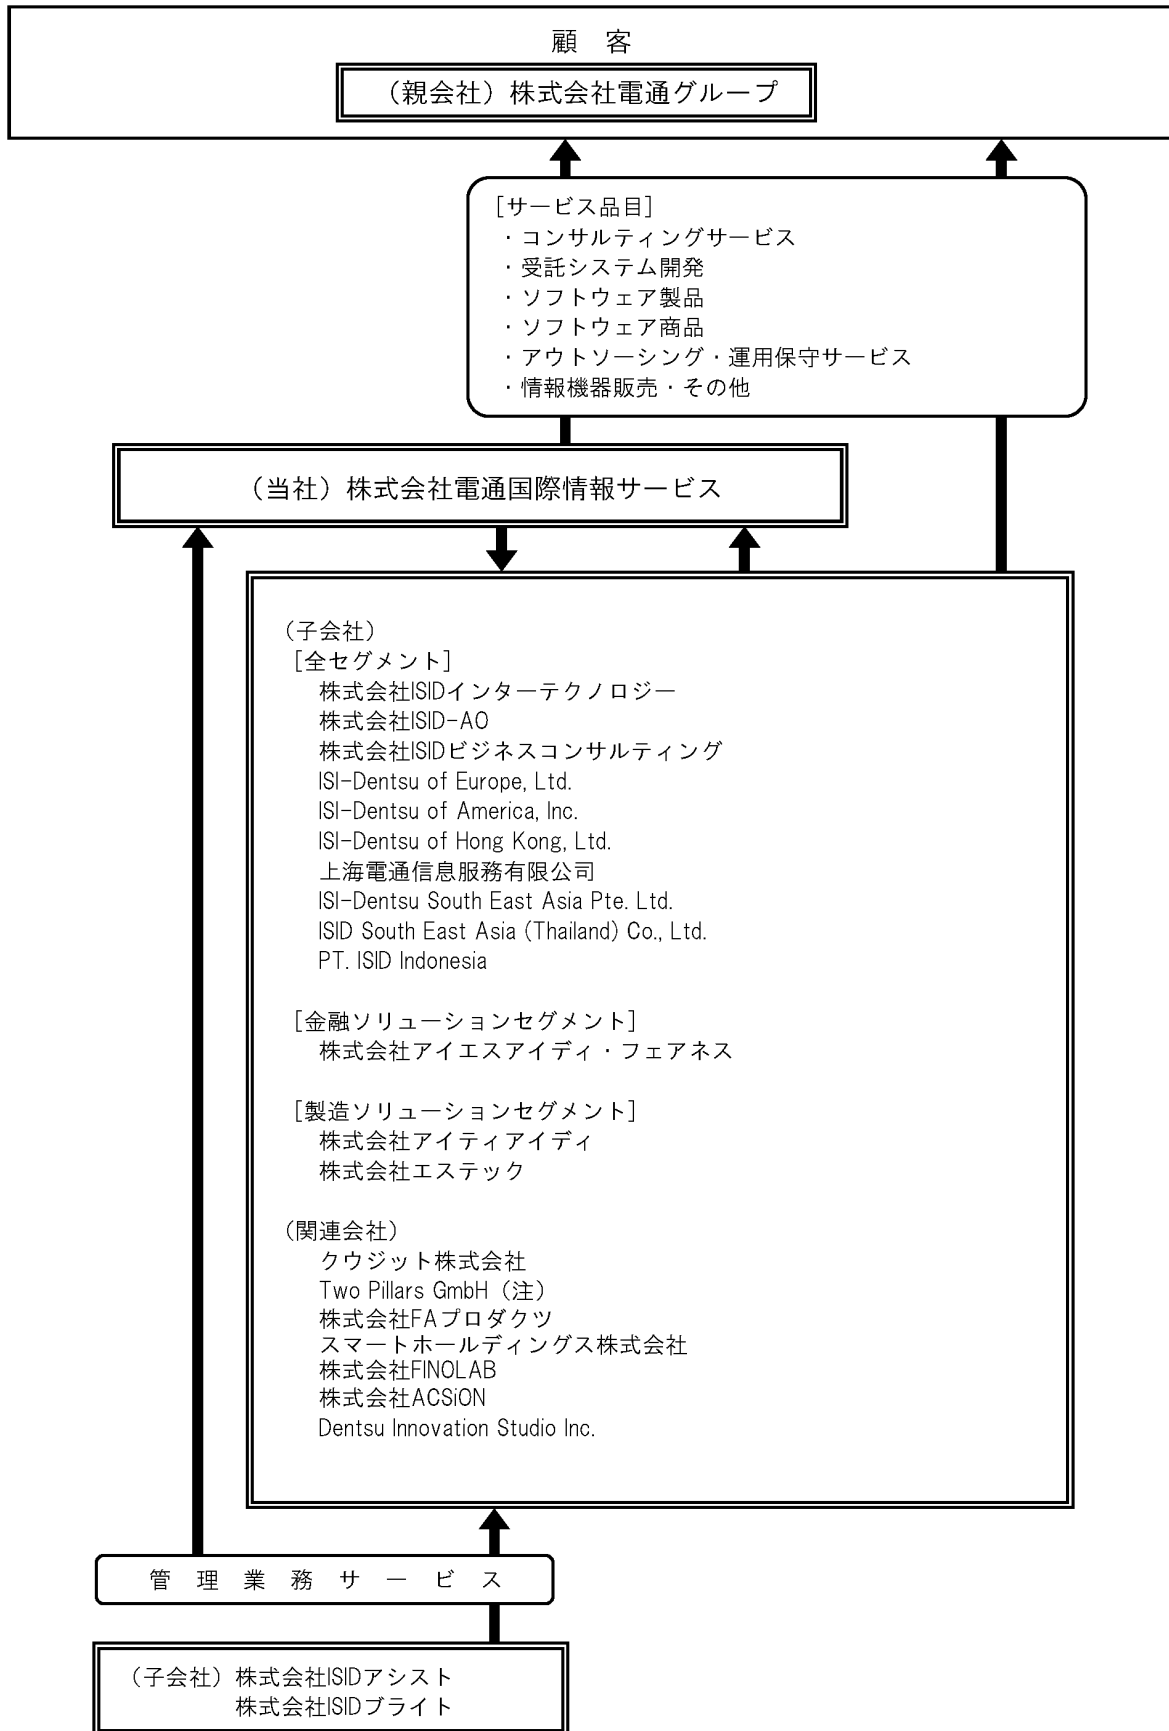 顧　客
（親会社）株式会社電通グループ
［サービス品目］
・コンサルティングサービス
・受託システム開発
・ソフトウェア製品
・ソフトウェア商品
・アウトソーシング・運用保守サービス
・情報機器販売・その他
（当社）株式会社電通国際情報サービス
（子会社）
［全セグメント］
株式会社ISIDインターテクノロジー
株式会社ISID-AO
株式会社ISIDビジネスコンサルティング
ISI-Dentsu of Europe, Ltd.
ISI-Dentsu of America, Inc.
ISI-Dentsu of Hong Kong, Ltd.
上海電通信息服務有限公司
ISI-Dentsu South East Asia Pte. Ltd.
ISID South East Asia (Thailand) Co., Ltd.
PT. ISID Indonesia
［金融ソリューションセグメント］
株式会社アイエスアイディ・フェアネス
［製造ソリューションセグメント］
株式会社アイティアイディ
株式会社エステック
（関連会社）
クウジット株式会社
Two Pillars GmbH（注）
株式会社FAプロダクツ
スマートホールディングス株式会社
株式会社FINOLAB
株式会社ACSiON
Dentsu Innovation Studio Inc.
管　理　業　務　サ　ー　ビ　ス
（子会社）株式会社ISIDアシスト
株式会社ISIDブライト